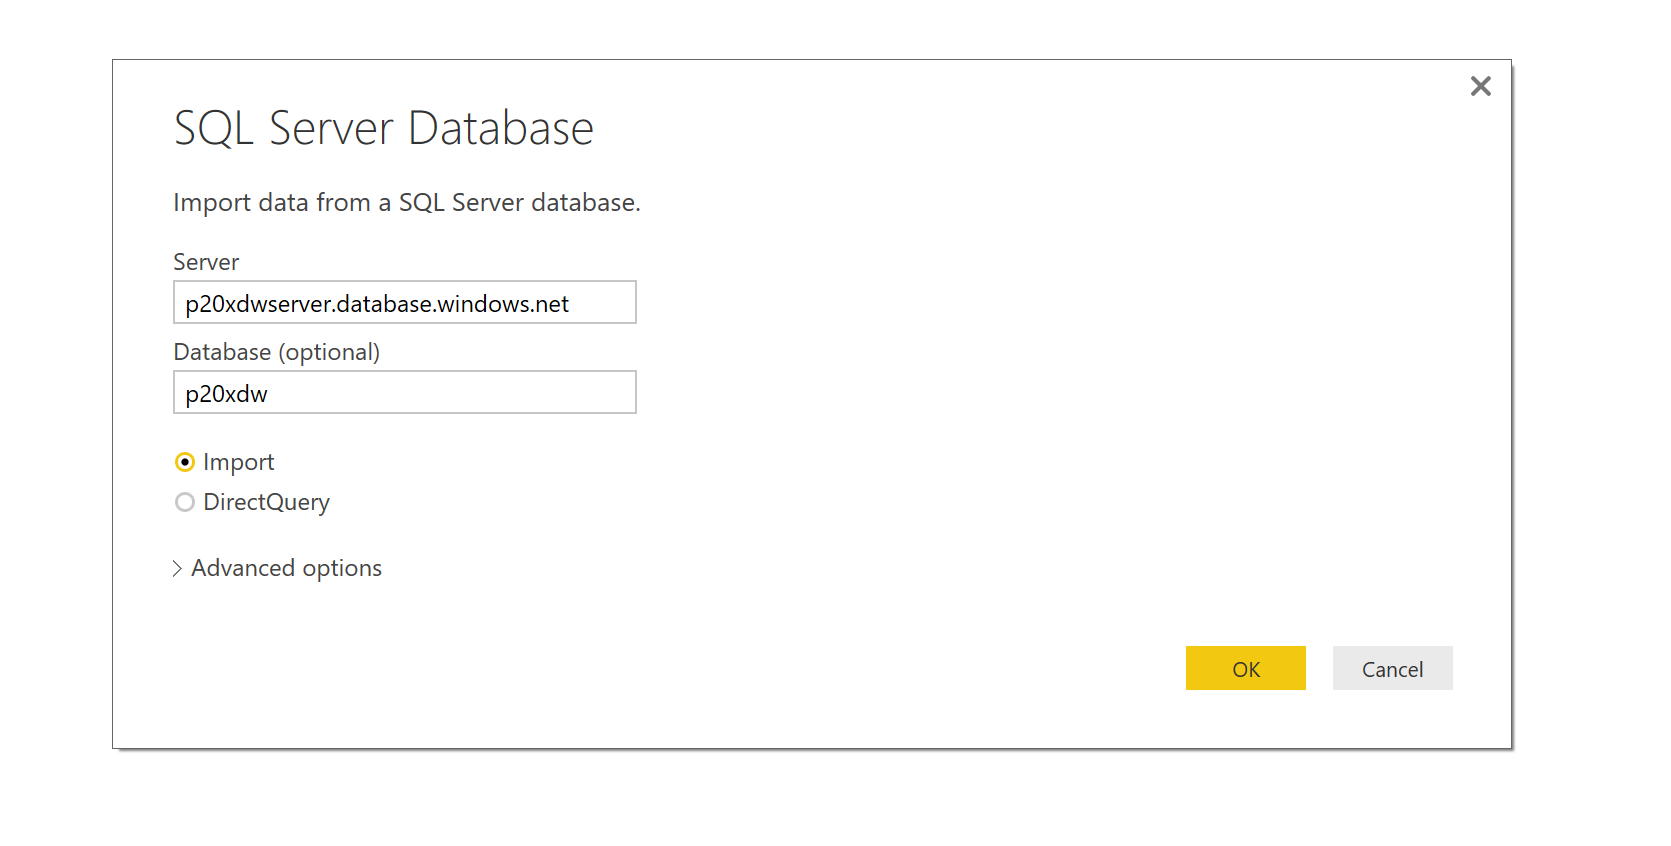 SQL Server Database
Import data from a SQL Server database.
Server
p20xdwserver.database.windows.net
Database (optional)
p20xdw
Import
DirectQuery
Advanced options
OK Cancel